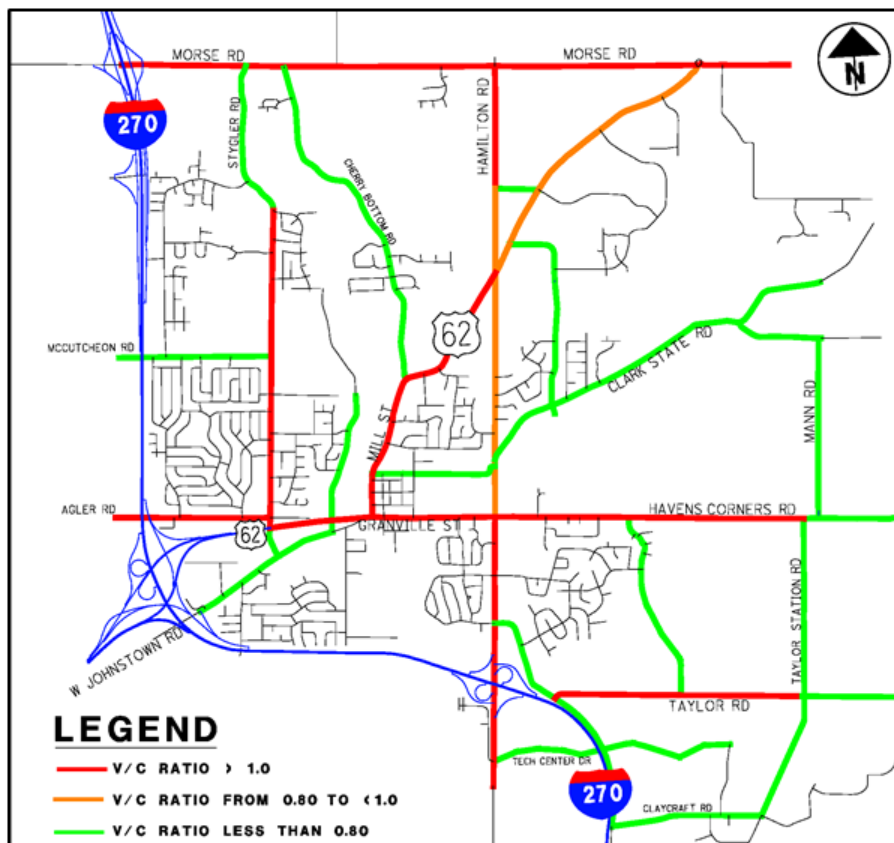 MORSE RD
MORSE RD
N
270
STYGLER RD
HAMILTON RD
CHERRY BOTTOM RD
62
MCCUTCHEON RD
CLARK STATE RD
MANN RD
MILL ST
AGLER RD
HAVENS CORNERS RD
GRANVILLE ST
62
TAYLOR STATION RD
W JOHNSTOWN RD
TAYLOR RD
LEGEND
V/C RATIO > 1.0
TECH CENTER DR
V/C RATIO FROM 0.80 TO <1.0
270
CLAYCRAFT RD
V/C RATIO LESS THAN 0.80